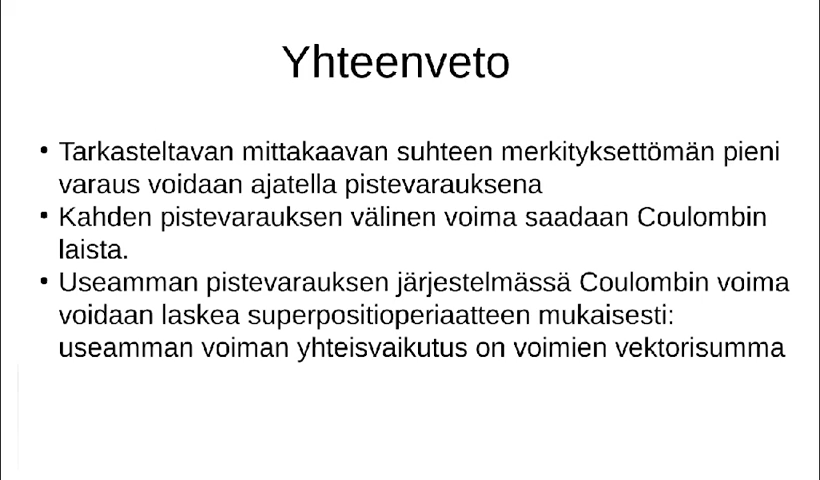 Yhteenveto
• Tarkasteltavan mittakaavan suhteen merkityksettömän pieni
varaus voidaan ajatella pistevarauksena
• Kahden pistevarauksen välinen voima saadaan Coulombin
laista.
• Useamman pistevarauksen järjestelmässä Coulombin voima
voidaan laskea superpositioperiaatteen mukaisesti:
useamman voiman yhteisvaikutus on voimien vektorisumma